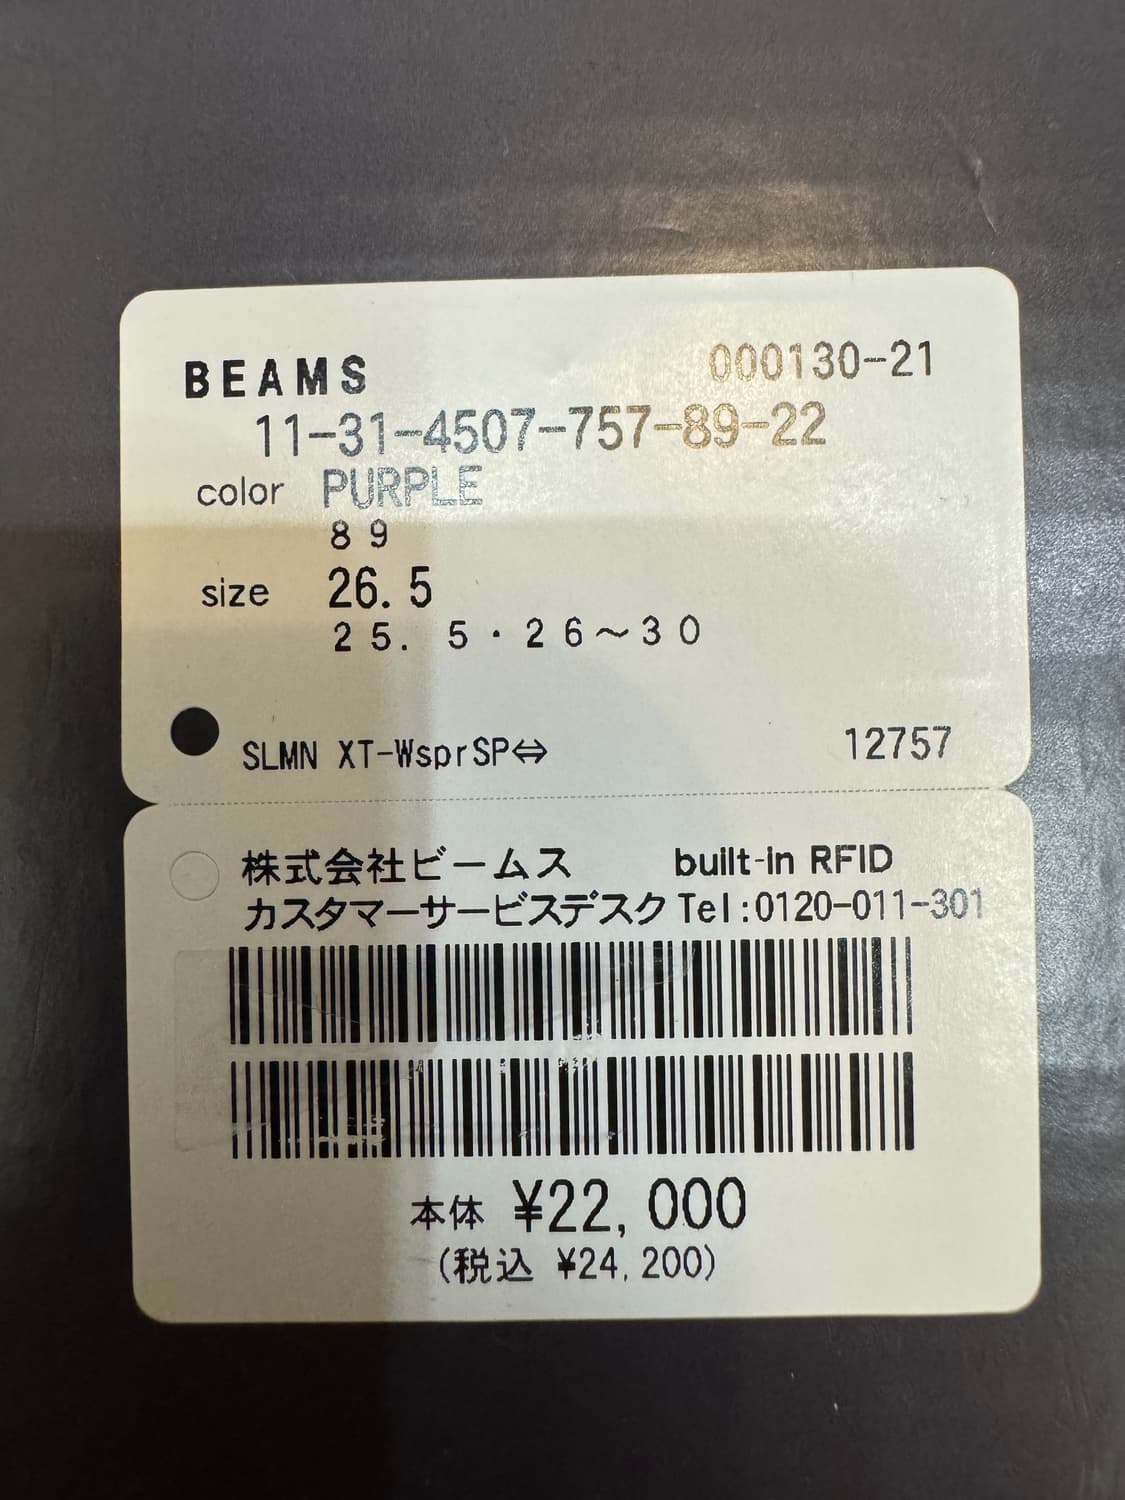 BEAMS 000130-21
11-31-4507-757-89-22
color PURPLE
89
size 26.5
25.5・26～30
SLMN XT-WsprSP⇔ 12757
株式会社ビームス built-in RFID
カスタマーサービスデスク Tel:0120-011-301
本体 ¥22,000
(税込 ¥24,200)